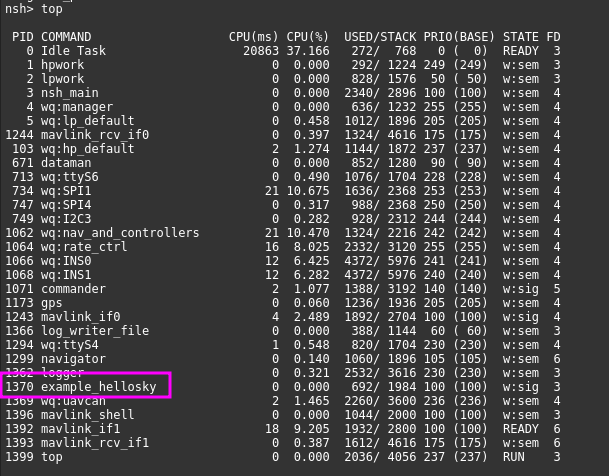 nsh> top
PID COMMAND CPU(ms) CPU(%) USED/STACK PRIO(BASE) STATE FD
0 Idle Task 20863 37.166 272/ 768 0 ( 0) READY 3
1 hpwork 0 0.000 292/ 1224 249 (249) w:sem 3
2 lpwork 0 0.000 828/ 1576 50 ( 50) w:sem 3
3 nsh_main 0 0.000 2340/ 2896 100 (100) w:sem 4
4 wq:manager 0 0.000 636/ 1232 255 (255) w:sem 4
5 wq:lp_default 0 0.458 1012/ 1896 205 (205) w:sem 4
1244 mavlink_rcv_if0 0 0.397 1324/ 4616 175 (175) w:sem 4
103 wq:hp_default 2 1.274 1144/ 1872 237 (237) w:sem 4
671 dataman 0 0.000 852/ 1280 90 ( 90) w:sem 4
713 wq:ttyS6 0 0.490 1076/ 1704 228 (228) w:sem 4
734 wq:SPI1 21 10.675 1636/ 2368 253 (253) w:sem 4
747 wq:SPI4 0 0.317 988/ 2368 250 (250) w:sem 4
749 wq:I2C3 0 0.282 928/ 2312 244 (244) w:sem 4
1062 wq:nav_and_controllers 21 10.470 1324/ 2216 242 (242) w:sem 4
1064 wq:rate_ctrl 16 8.025 2332/ 3120 255 (255) w:sem 4
1066 wq:INS0 12 6.425 4372/ 5976 241 (241) w:sem 4
1068 wq:INS1 12 6.282 4372/ 5976 240 (240) w:sem 4
1071 commander 2 1.077 1388/ 3192 140 (140) w:sig 5
1173 gps 0 0.060 1236/ 1936 205 (205) w:sem 4
1243 mavlink_if0 4 2.489 1892/ 2704 100 (100) w:sig 4
1366 log_writer_file 0 0.000 388/ 1144 60 ( 60) w:sem 3
1294 wq:ttyS4 1 0.548 820/ 1704 230 (230) w:sem 4
1299 navigator 0 0.140 1060/ 1896 105 (105) w:sem 6
1362 logger 0 0.321 2532/ 3616 230 (230) w:sem 3
1370 example_hellosky 0 0.000 692/ 1984 100 (100) w:sig 3
1369 wq:uavcan 2 1.465 2260/ 3600 236 (236) w:sem 4
1396 mavlink_shell 0 0.000 1044/ 2000 100 (100) w:sem 3
1392 mavlink_if1 18 9.205 1932/ 2800 100 (100) READY 6
1393 mavlink_rcv_if1 0 0.387 1612/ 4616 175 (175) w:sem 6
1399 top 0 0.000 2036/ 4056 237 (237) RUN 3